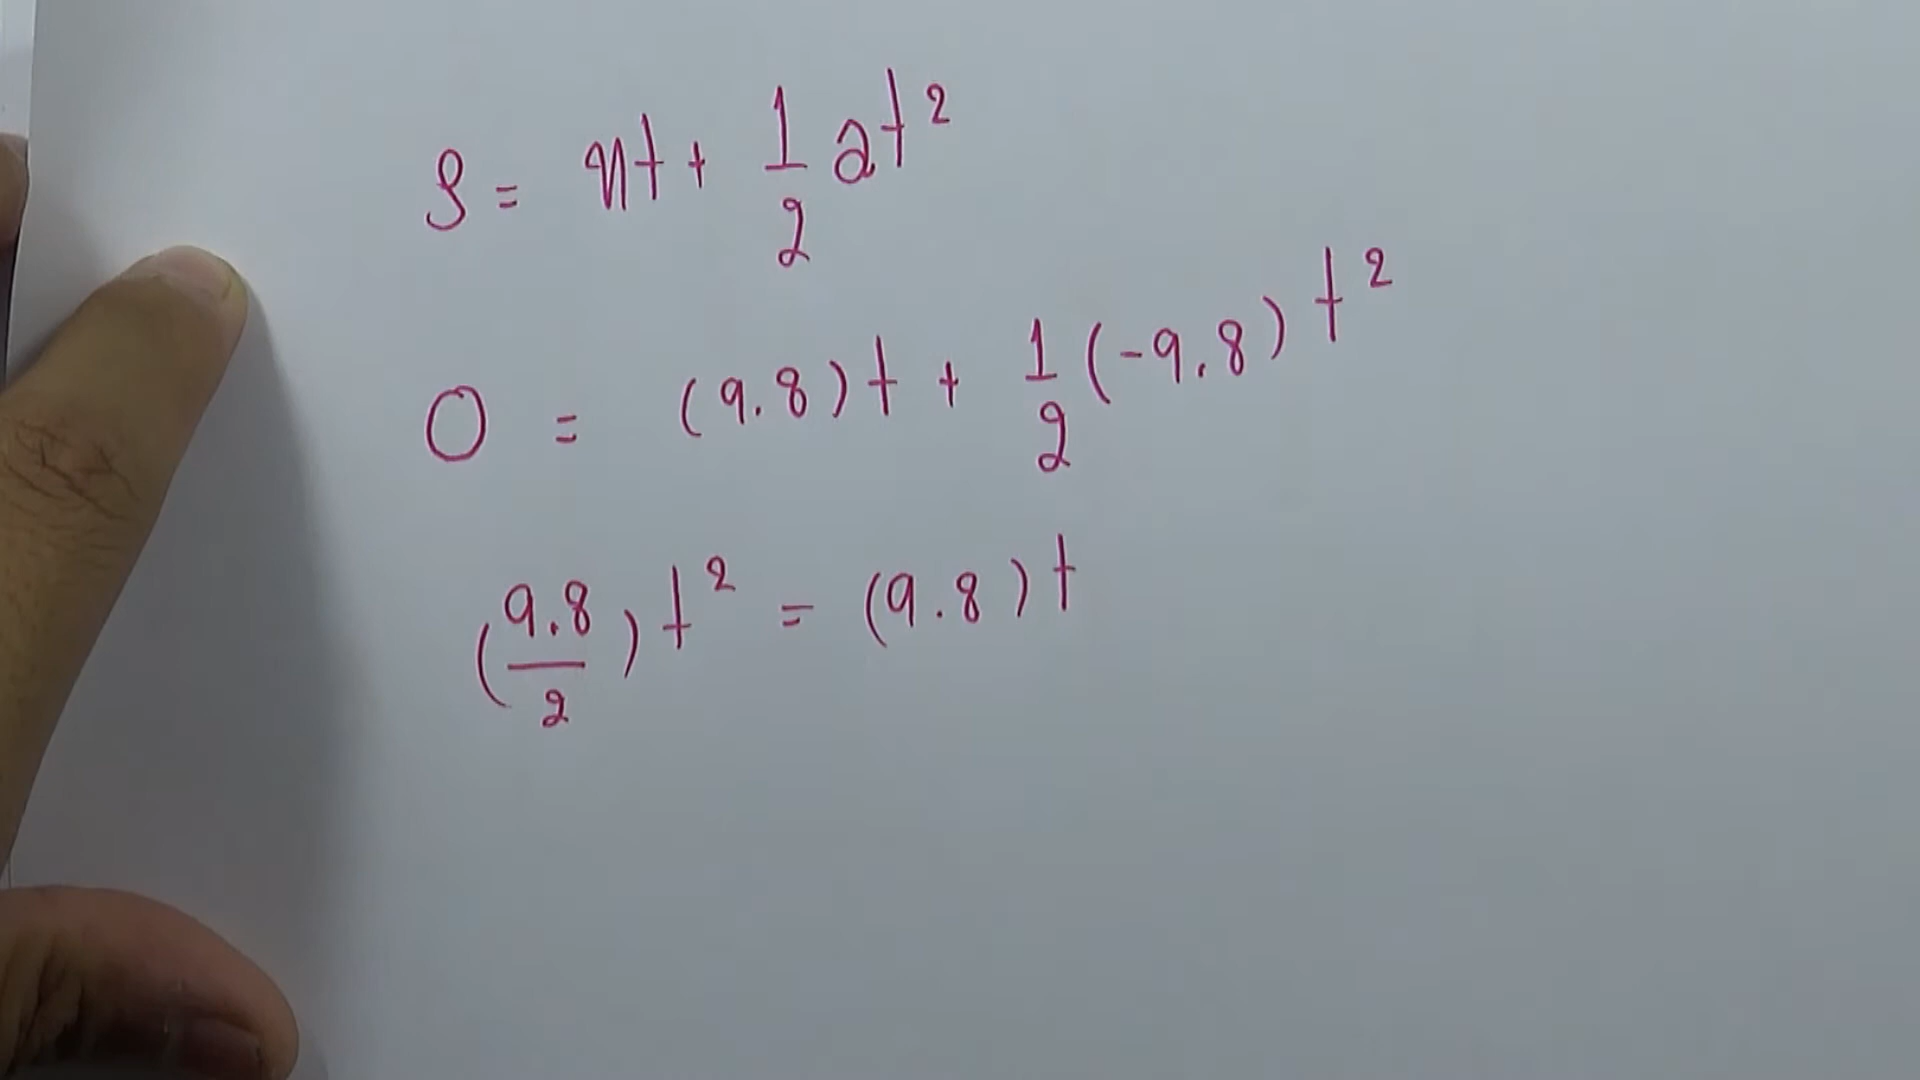 S = ut + 1/2 at²
0 = (9.8)t + 1/2 (-9.8)t²
(9.8/2)t² = (9.8)t